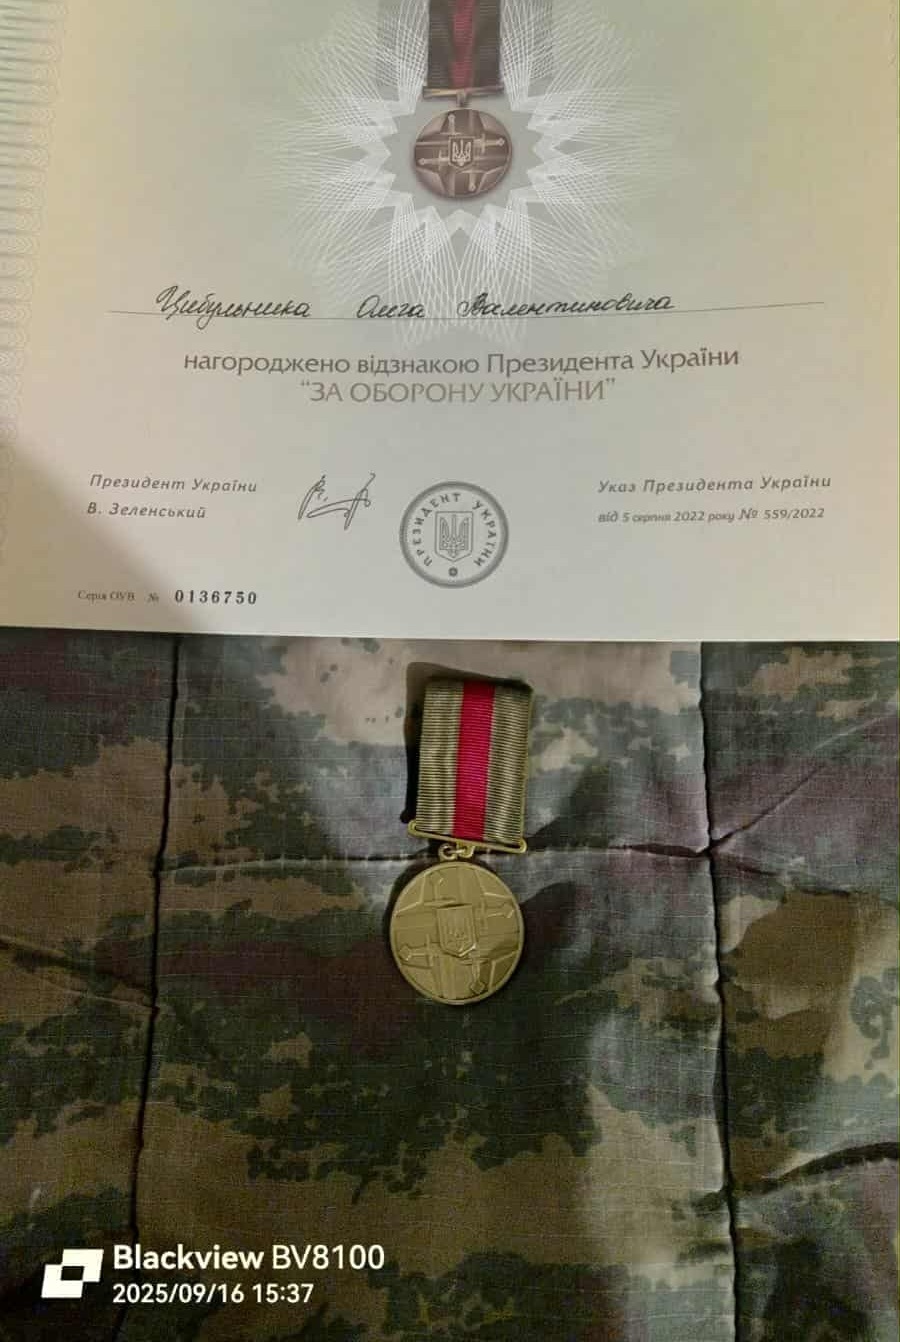 Цибульника Олега Валентиновича
нагороджено відзнакою Президента України
“ЗА ОБОРОНУ УКРАЇНИ”
Президент України
В. Зеленський
ПРЕЗИДЕНТ УКРАЇНИ
Указ Президента України
від 5 серпня 2022 року № 559/2022
Серія ОУВ № 0136750
Blackview BV8100
2025/09/16 15:37